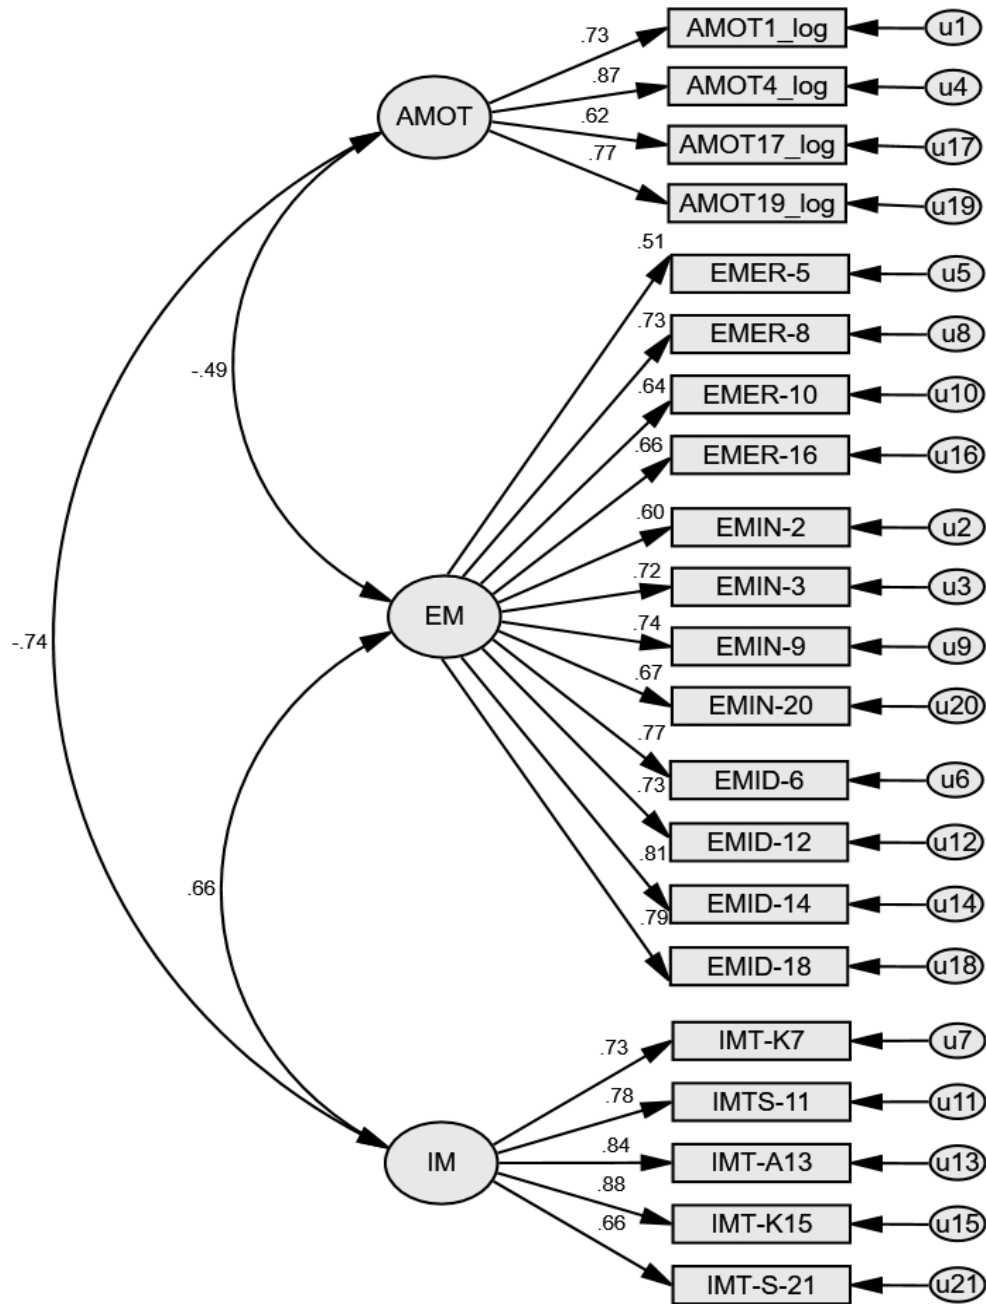 .73 AMOT1_log u1
.87 AMOT4_log u4
AMOT
.62 AMOT17_log u17
.77 AMOT19_log u19
.51 EMER-5 u5
.73 EMER-8 u8
-.49
.64 EMER-10 u10
.66 EMER-16 u16
.60 EMIN-2 u2
.72 EMIN-3 u3
EM
-.74
.74 EMIN-9 u9
.67 EMIN-20 u20
.77 EMID-6 u6
.73 EMID-12 u12
.81 EMID-14 u14
.66
.79 EMID-18 u18
.73 IMT-K7 u7
.78 IMTS-11 u11
IM
.84 IMT-A13 u13
.88 IMT-K15 u15
.66 IMT-S-21 u21